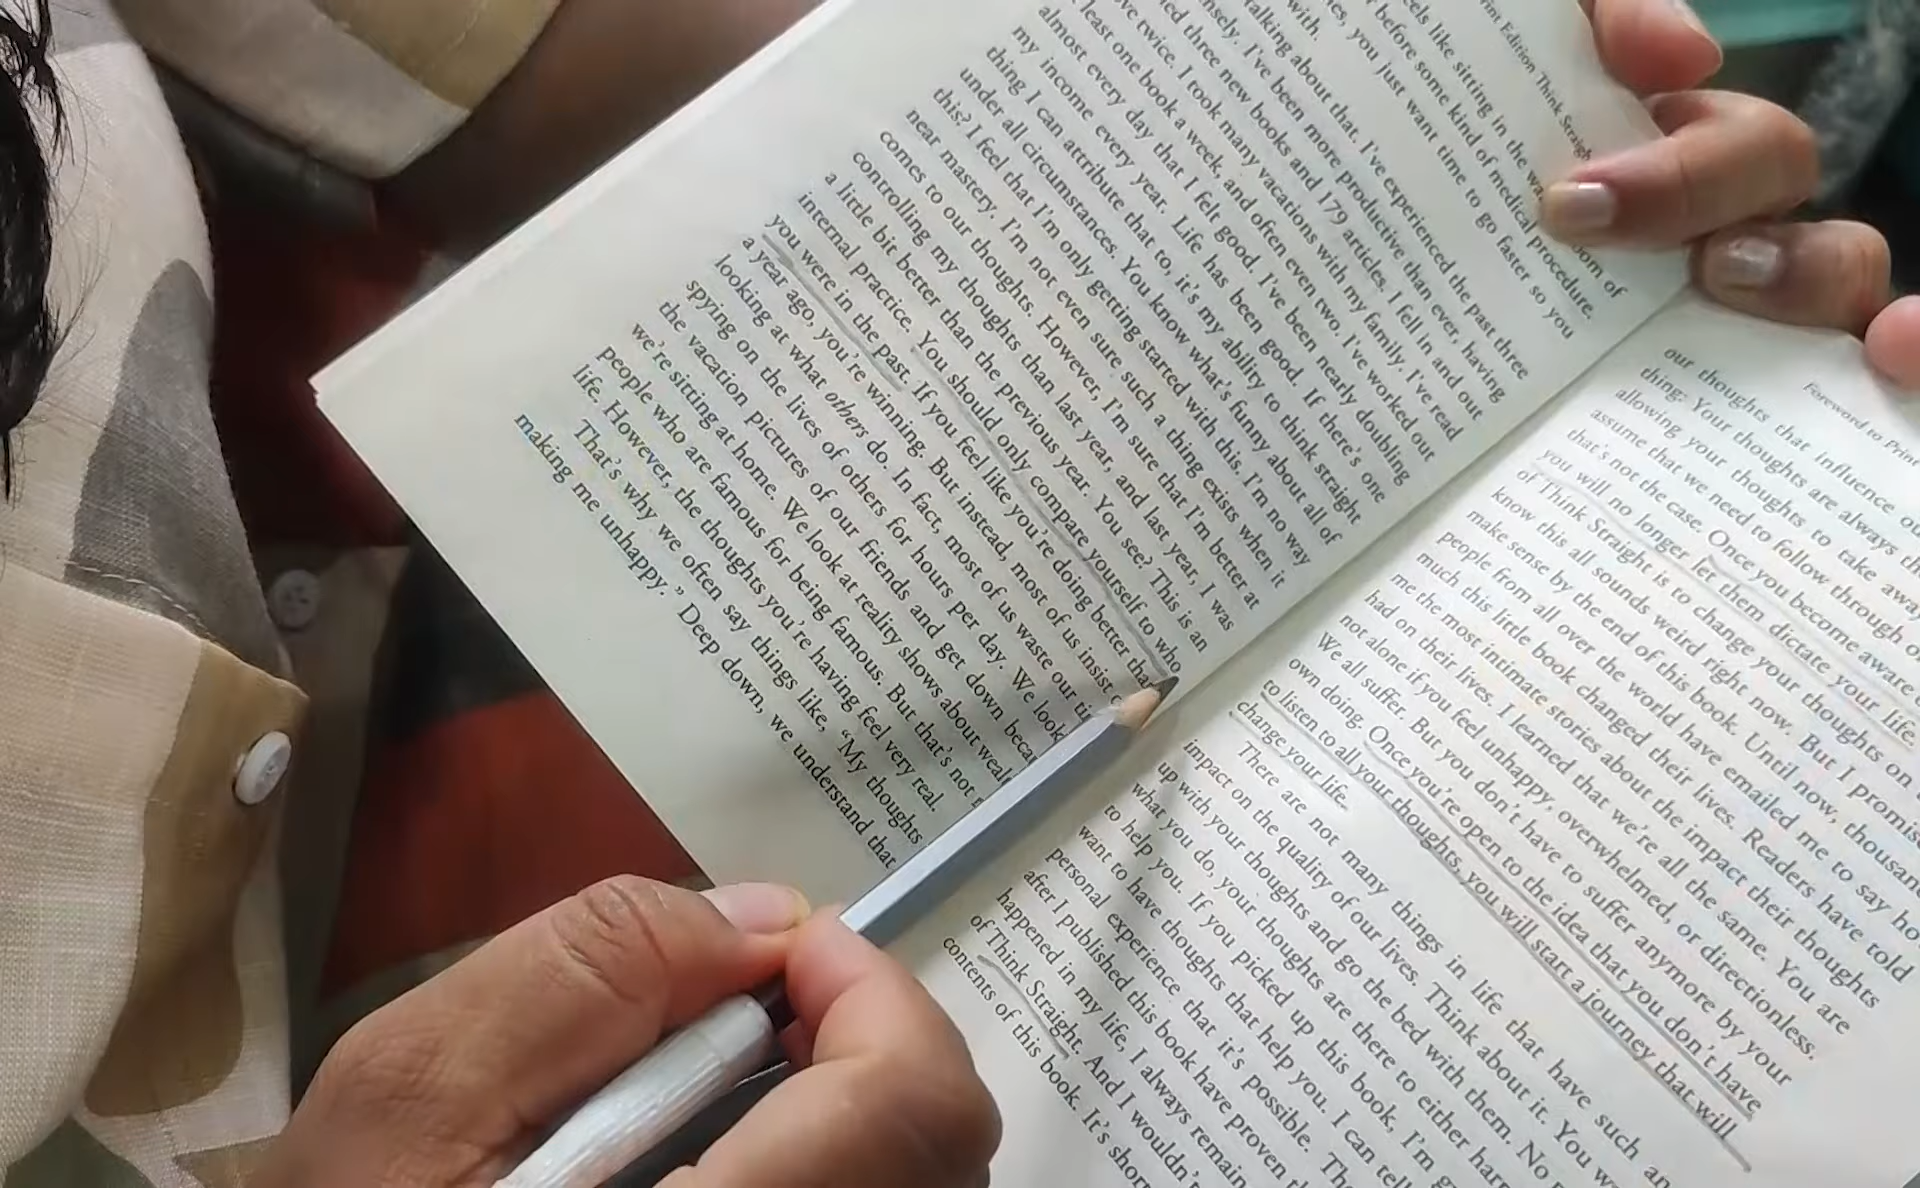 Edition Think
like sitting in the of
before some kind of medical procedure.
you just want time to go faster so you
with.
talking about that. I've experienced the past three
I've been more productive than ever, having
three new books and 179 articles. I fell in and out
twice. I took many vacations with my family. I've read
least one book a week, and often even two. I've worked out
almost every day that I felt good. I've been nearly doubling
my income every year. Life has been good. If there's one
thing I can attribute that to, it's my ability to think straight
under all circumstances. You know what's funny about all of
this? I feel that I'm only getting started with this. I'm no way
near mastery. I'm not even sure such a thing exists when it
comes to our thoughts. However, I'm sure that I'm better at
controlling my thoughts than last year, and last year, I was
a little bit better than the previous year. You see? This is an
internal practice. You should only compare yourself to who
you were in the past. If you feel like you're doing better than
a year ago, you're winning. But instead, most of us insist
looking at what others do. In fact, most of us waste our
spying on the lives of others for hours per day. We look
the vacation pictures of our friends and get down
we're sitting at home. We look at reality shows about
people who are famous for being famous. But that's not
life. However, the thoughts you're having feel very real.
That's why we often say things like, “My thoughts
making me unhappy.” Deep down, we understand that
Foreword to Print
our thoughts that influence
thing: Your thoughts are always
allowing your thoughts to take
assume that we need to follow through
that's not the case. Once you become aware
you will no longer let them dictate your life.
of Think Straight is to change your thoughts on
know this all sounds weird right now. But I
make sense by the end of this book. Until now,
people from all over the world have emailed me to say
much this little book changed their lives. Readers have told
me the most intimate stories about the impact their thoughts
had on their lives. I learned that we're all the same. You are
not alone if you feel unhappy, overwhelmed, or directionless.
We all suffer. But you don't have to suffer anymore by your
own doing. Once you're open to the idea that you don't have
to listen to all your thoughts, you will start a journey that will
change your life.
There are not many things in life that have such
impact on the quality of our lives. Think about it. You
up with your thoughts and go the bed with them. No
what you do, your thoughts are there to either
to help you. If you picked up this book, I'm
want to have thoughts that help you. I can
personal experience that it's possible.
after I published this book have proven
happened in my life, I always
of Think Straight. And I wouldn't
contents of this book. It's